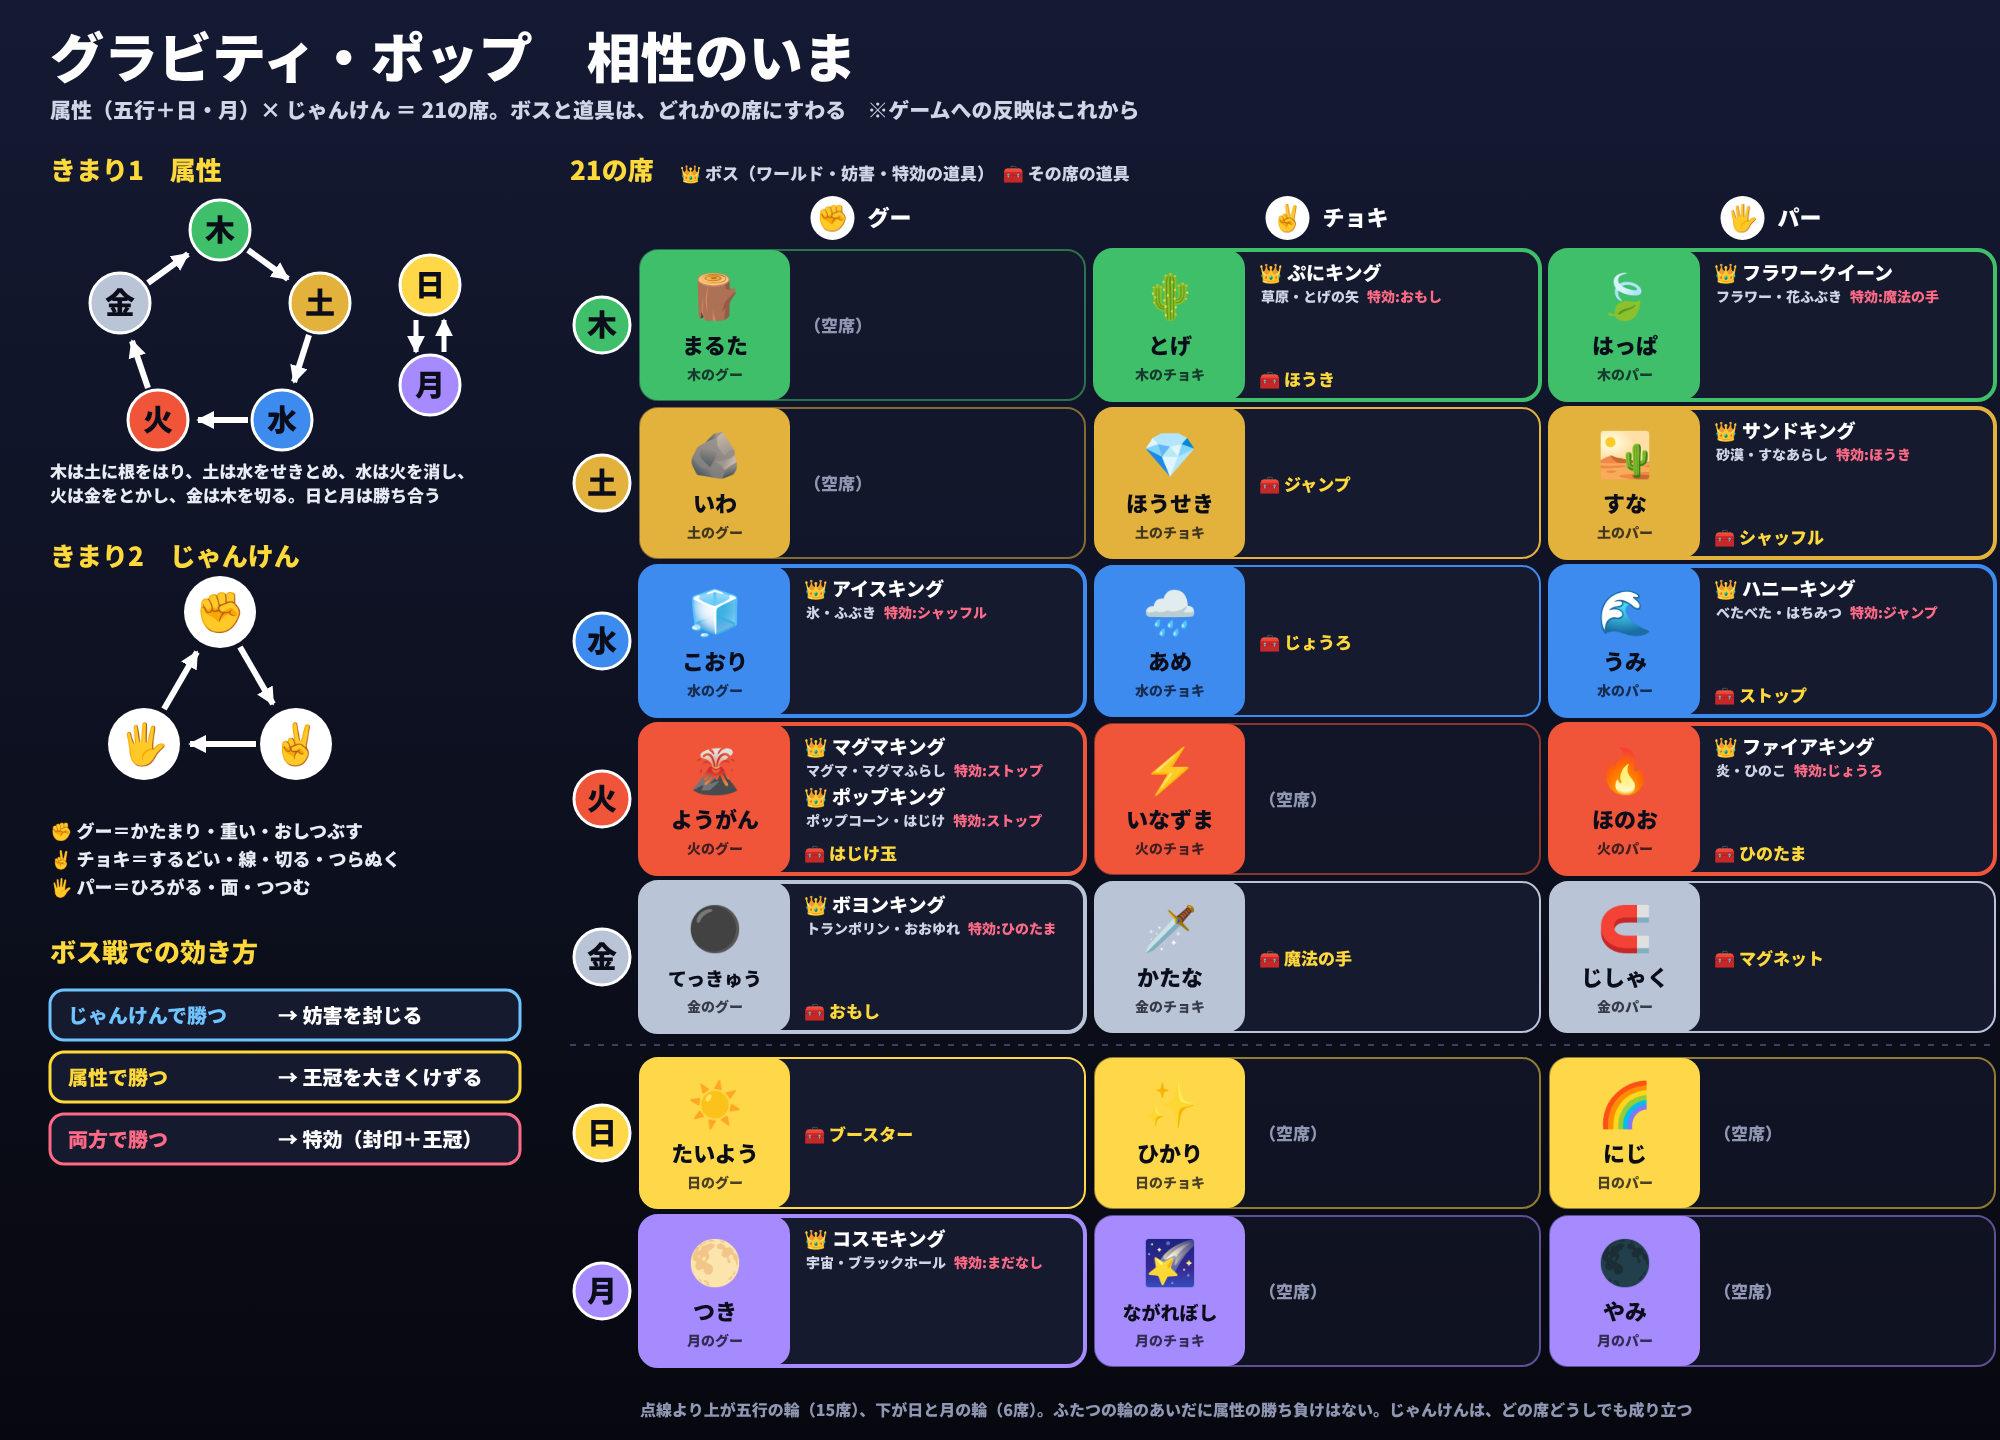 グラビティ・ポップ　相性のいま
属性（五行＋日・月）× じゃんけん ＝ 21の席。ボスと道具は、どれかの席にすわる　※ゲームへの反映はこれから
きまり1　属性
木
金
土
火
水
日
月
木は土に根をはり、土は水をせきとめ、水は火を消し、
火は金をとかし、金は木を切る。日と月は勝ち合う
きまり2　じゃんけん
グー＝かたまり・重い・おしつぶす
チョキ＝するどい・線・切る・つらぬく
パー＝ひろがる・面・つつむ
ボス戦での効き方
じゃんけんで勝つ → 妨害を封じる
属性で勝つ → 王冠を大きくけずる
両方で勝つ → 特効（封印＋王冠）
21の席 ボス（ワールド・妨害・特効の道具） その席の道具
グー
チョキ
パー
木
まるた
木のグー
（空席）
とげ
木のチョキ
ぷにキング
草原・とげの矢 特効:おもし
ほうき
はっぱ
木のパー
フラワークイーン
フラワー・花ふぶき 特効:魔法の手
土
いわ
土のグー
（空席）
ほうせき
土のチョキ
ジャンプ
すな
土のパー
サンドキング
砂漠・すなあらし 特効:ほうき
シャッフル
水
こおり
水のグー
アイスキング
氷・ふぶき 特効:シャッフル
あめ
水のチョキ
じょうろ
うみ
水のパー
ハニーキング
べたべた・はちみつ 特効:ジャンプ
ストップ
火
ようがん
火のグー
マグマキング
マグマ・マグマふらし 特効:ストップ
ポップキング
ポップコーン・はじけ 特効:ストップ
はじけ玉
いなずま
火のチョキ
（空席）
ほのお
火のパー
ファイアキング
炎・ひのこ 特効:じょうろ
ひのたま
金
てっきゅう
金のグー
ボヨンキング
トランポリン・おおゆれ 特効:ひのたま
おもし
かたな
金のチョキ
魔法の手
じしゃく
金のパー
マグネット
日
たいよう
日のグー
ブースター
ひかり
日のチョキ
（空席）
にじ
日のパー
（空席）
月
つき
月のグー
コスモキング
宇宙・ブラックホール 特効:まだなし
ながれぼし
月のチョキ
（空席）
やみ
月のパー
（空席）
点線より上が五行の輪（15席）、下が日と月の輪（6席）。ふたつの輪のあいだに属性の勝ち負けはない。じゃんけんは、どの席どうしでも成り立つ